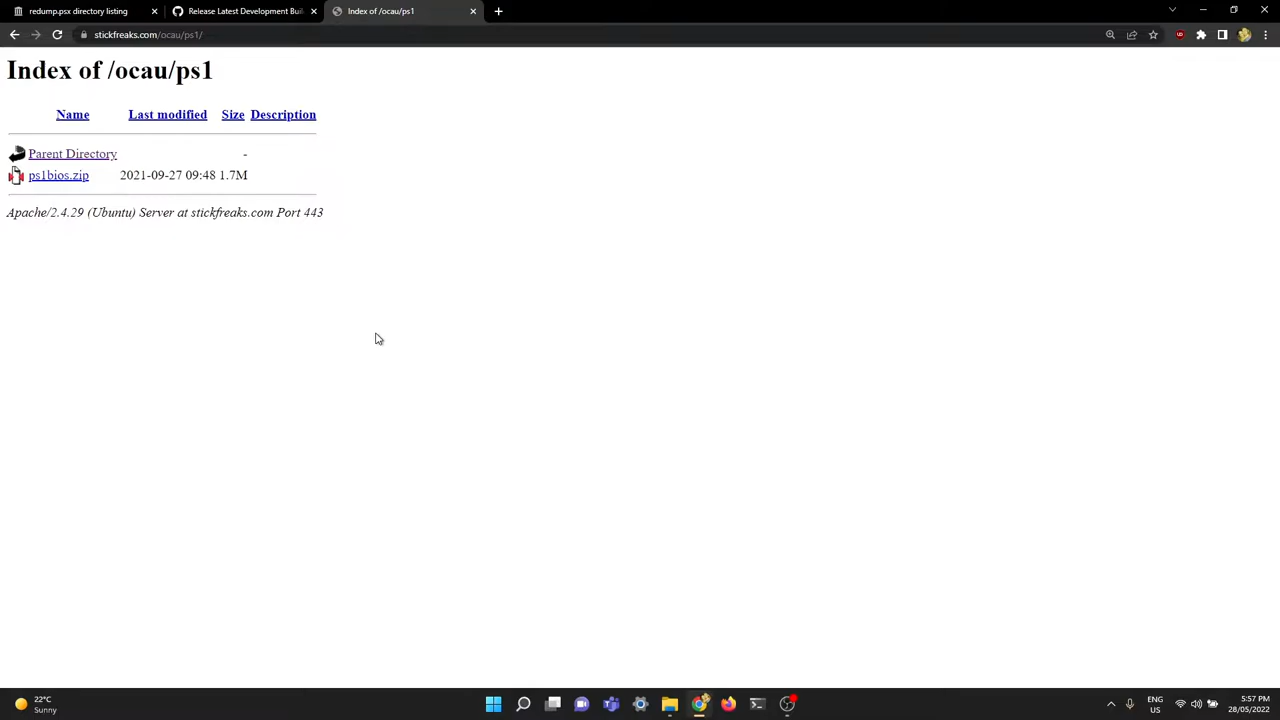 redump.psx directory listing
Release Latest Development Buil
Index of /ocau/ps1
stickfreaks.com/ocau/ps1/
Index of /ocau/ps1
Name Last modified Size Description
Parent Directory -
ps1bios.zip 2021-09-27 09:48 1.7M
Apache/2.4.29 (Ubuntu) Server at stickfreaks.com Port 443
22°C
Sunny
ENG
US
5:57 PM
28/05/2022